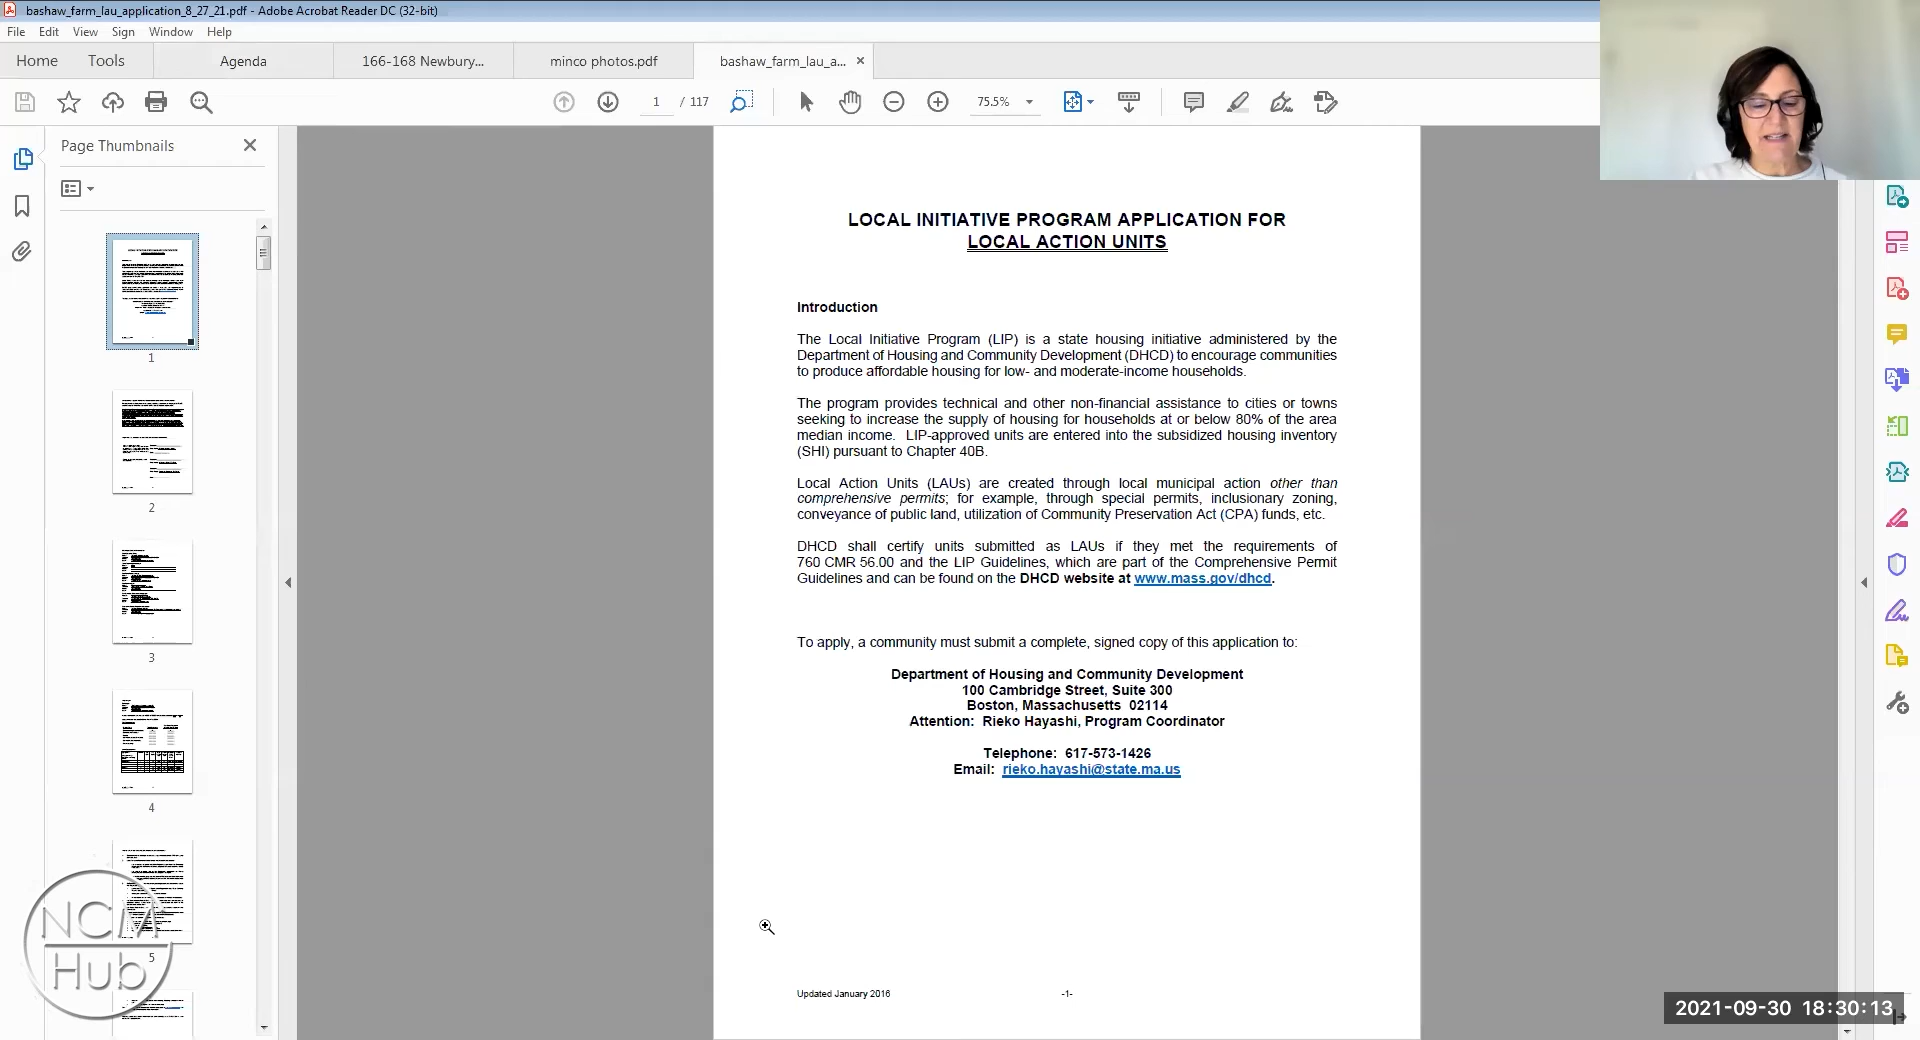 bashaw_farm_lau_application_8_27_21.pdf - Adobe Acrobat Reader DC (32-bit)
File Edit View Sign Window Help
Home Tools Agenda 166-168 Newbury... minco photos.pdf bashaw_farm_lau_a...
1 / 117 75.5%
Page Thumbnails
1
2
3
4
5
LOCAL INITIATIVE PROGRAM APPLICATION FOR
LOCAL ACTION UNITS
Introduction
The Local Initiative Program (LIP) is a state housing initiative administered by the
Department of Housing and Community Development (DHCD) to encourage communities
to produce affordable housing for low- and moderate-income households.
The program provides technical and other non-financial assistance to cities or towns
seeking to increase the supply of housing for households at or below 80% of the area
median income. LIP-approved units are entered into the subsidized housing inventory
(SHI) pursuant to Chapter 40B.
Local Action Units (LAUs) are created through local municipal action other than
comprehensive permits; for example, through special permits, inclusionary zoning,
conveyance of public land, utilization of Community Preservation Act (CPA) funds, etc.
DHCD shall certify units submitted as LAUs if they met the requirements of
760 CMR 56.00 and the LIP Guidelines, which are part of the Comprehensive Permit
Guidelines and can be found on the DHCD website at www.mass.gov/dhcd.
To apply, a community must submit a complete, signed copy of this application to:
Department of Housing and Community Development
100 Cambridge Street, Suite 300
Boston, Massachusetts 02114
Attention: Rieko Hayashi, Program Coordinator
Telephone: 617-573-1426
Email: rieko.hayashi@state.ma.us
Updated January 2016 -1-
NCM
Hub
2021-09-30 18:30:13